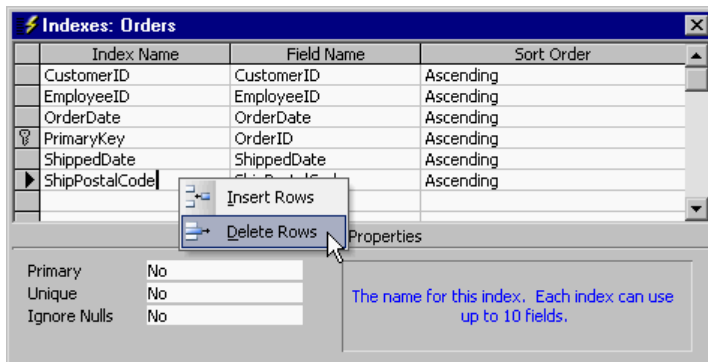 Indexes: Orders
Index Name Field Name Sort Order
CustomerID CustomerID Ascending
EmployeeID EmployeeID Ascending
OrderDate OrderDate Ascending
PrimaryKey OrderID Ascending
ShippedDate ShippedDate Ascending
ShipPostalCode Ascending
Insert Rows
Delete Rows
Properties
Primary No
Unique No
Ignore Nulls No
The name for this index. Each index can use
up to 10 fields.